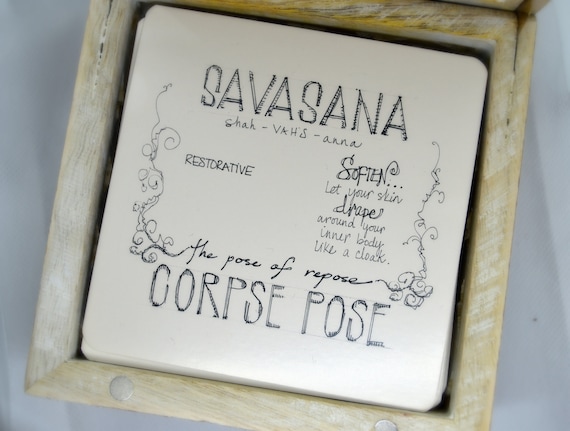 SAVASANA
shah - VAHS - anna
RESTORATIVE
SOFTEN...
Let your skin
drape
around your
inner body
like a cloak.
the pose of repose
CORPSE POSE